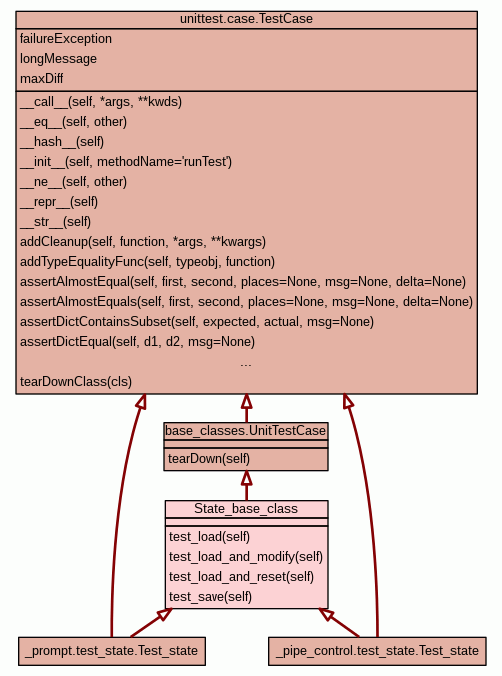 unittest.case.TestCase
failureException
longMessage
maxDiff
__call__(self, *args, **kwds)
__eq__(self, other)
__hash__(self)
__init__(self, methodName='runTest')
__ne__(self, other)
__repr__(self)
__str__(self)
addCleanup(self, function, *args, **kwargs)
addTypeEqualityFunc(self, typeobj, function)
assertAlmostEqual(self, first, second, places=None, msg=None, delta=None)
assertAlmostEquals(self, first, second, places=None, msg=None, delta=None)
assertDictContainsSubset(self, expected, actual, msg=None)
assertDictEqual(self, d1, d2, msg=None)
...
tearDownClass(cls)
base_classes.UnitTestCase
tearDown(self)
State_base_class
test_load(self)
test_load_and_modify(self)
test_load_and_reset(self)
test_save(self)
_prompt.test_state.Test_state
_pipe_control.test_state.Test_state